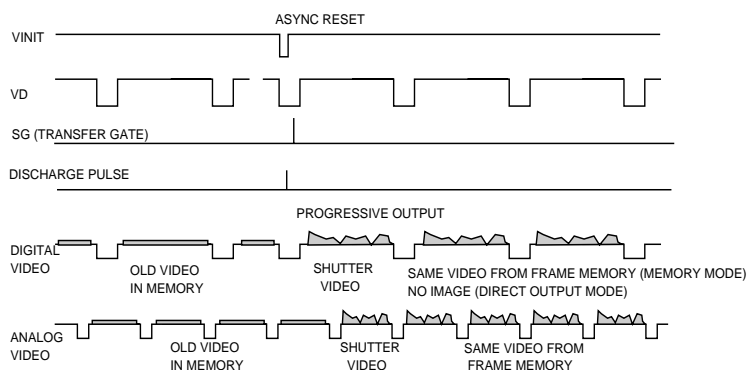 ASYNC RESET
VINIT
VD
SG (TRANSFER GATE)
DISCHARGE PULSE
PROGRESSIVE OUTPUT
DIGITAL
VIDEO
OLD VIDEO
IN MEMORY
SHUTTER
VIDEO
SAME VIDEO FROM FRAME MEMORY (MEMORY MODE)
NO IMAGE (DIRECT OUTPUT MODE)
ANALOG
VIDEO
OLD VIDEO
IN MEMORY
SHUTTER
VIDEO
SAME VIDEO FROM
FRAME MEMORY